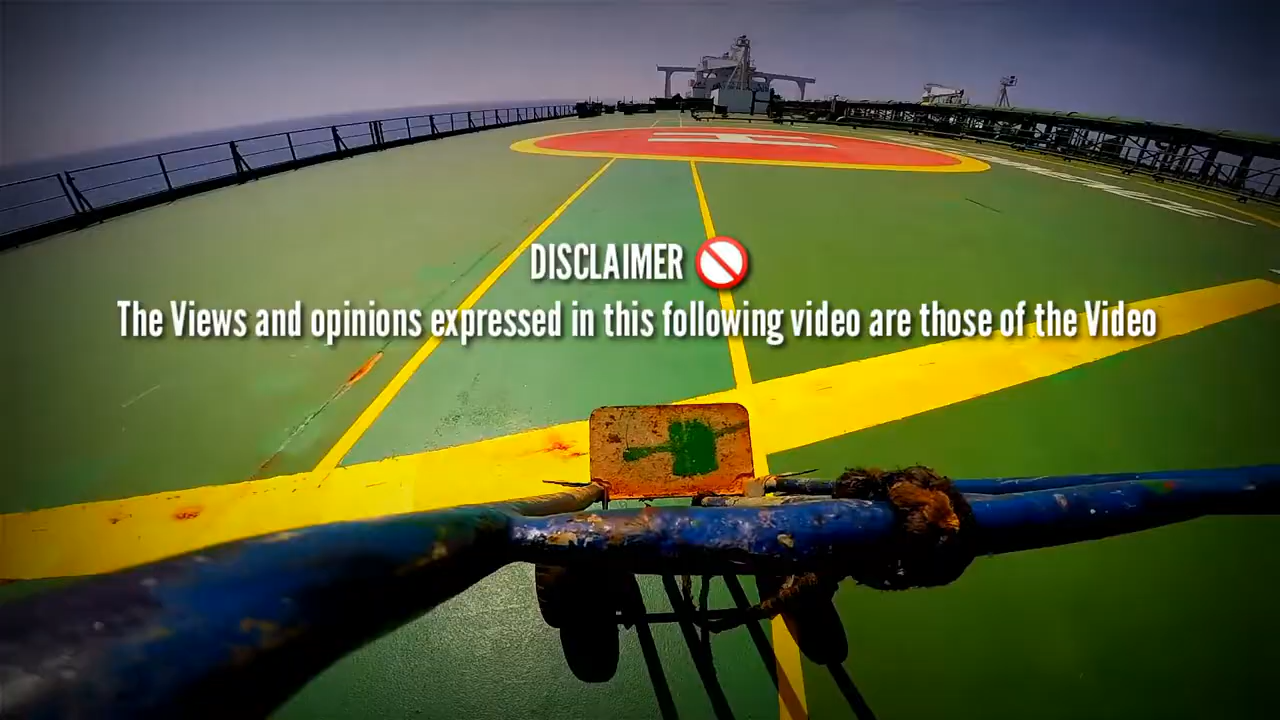 H
DISCLAIMER 🚫
The Views and opinions expressed in this following video are those of the Video